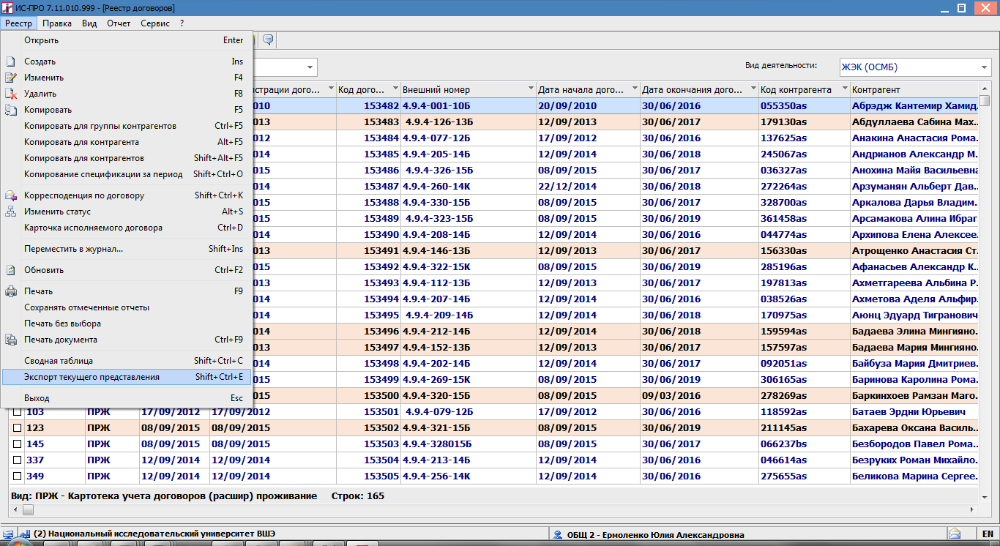 ИС-ПРО 7.11.010.999 - [Реестр договоров]
Реестр Правка Вид Отчет Сервис ?
Открыть Enter
Создать Ins
Изменить F4
Удалить F8
Копировать F5
Копировать для группы контрагентов Ctrl+F5
Копировать для контрагента Alt+F5
Копировать для контрагентов Shift+Alt+F5
Копирование спецификации за период Shift+Ctrl+O
Корресподенция по договору Shift+Ctrl+K
Изменить статус Alt+S
Карточка исполняемого договора Ctrl+D
Переместить в журнал... Shift+Ins
Обновить Ctrl+F2
Печать F9
Сохранять отмеченные отчеты
Печать без выбора
Печать документа Ctrl+F9
Сводная таблица Shift+Ctrl+C
Экспорт текущего представления Shift+Ctrl+E
Выход Esc
Вид деятельности: ЖЭК (ОСМБ)
истрации дого... Код дого... Внешний номер Дата начала дого... Дата окончания дого... Код контрагента Контрагент
010 153482 4.9.4-001-10Б 20/09/2010 30/06/2016 055350as Абрэдж Кантемир Хамид.
013 153483 4.9.4-126-13Б 12/09/2013 30/06/2017 179130as Абдуллаева Сабина Мах..
012 153484 4.9.4-077-12Б 17/09/2012 30/06/2016 137625as Анакина Анастасия Рома.
014 153485 4.9.4-205-14Б 12/09/2014 30/06/2018 245067as Андрианов Александр М.
015 153486 4.9.4-326-15Б 08/09/2015 30/06/2017 036327as Анохина Майя Васильевна
014 153487 4.9.4-260-14К 22/12/2014 30/06/2016 272264as Арзуманян Альберт Дав..
015 153488 4.9.4-330-15Б 08/09/2015 30/06/2017 328700as Аркалова Дарья Владим.
015 153489 4.9.4-323-15Б 08/09/2015 30/06/2019 361458as Арсамакова Алина Ибраг
014 153490 4.9.4-208-14Б 12/09/2014 30/06/2016 044774as Архипова Елена Алексее.
013 153491 4.9.4-146-13Б 12/09/2013 30/06/2017 156330as Атрощенко Анастасия Ст.
015 153492 4.9.4-322-15К 08/09/2015 30/06/2016 285196as Афанасьев Александр К..
013 153493 4.9.4-112-13Б 12/09/2013 30/06/2017 197813as Ахметгареева Альбина Р.
014 153494 4.9.4-207-14Б 12/09/2014 30/06/2016 038526as Ахметова Аделя Альфир.
014 153495 4.9.4-209-14Б 12/09/2014 30/06/2018 170975as Аюнц Эдуард Тигранович
014 153496 4.9.4-212-14Б 12/09/2014 30/06/2018 159594as Бадаева Элина Мингияно.
013 153497 4.9.4-152-13Б 12/09/2013 30/06/2017 157597as Бадаева Мария Мингияно.
014 153498 4.9.4-202-14Б 12/09/2014 30/06/2017 092051as Байбуза Мария Дмитриев.
015 153499 4.9.4-269-15К 08/09/2015 30/06/2019 306165as Баринова Каролина Рома.
015 153500 4.9.4-320-15Б 08/09/2015 09/03/2016 278269as Баркинхоев Рамзан Маго.
103 ПРЖ 17/09/2012 17/09/2012 153501 4.9.4-079-12Б 17/09/2012 30/06/2016 118592as Батаев Эрдни Юрьевич
123 ПРЖ 08/09/2015 08/09/2015 153502 4.9.4-321-15Б 08/09/2015 30/06/2019 211145as Бахарева Оксана Василь..
145 ПРЖ 08/09/2015 08/09/2015 153503 4.9.4-328015Б 08/09/2015 30/06/2017 066237bs Безбородов Павел Рома..
337 ПРЖ 12/09/2014 12/09/2014 153504 4.9.4-213-14Б 12/09/2014 30/06/2016 046614as Безруких Роман Михайло.
349 ПРЖ 12/09/2014 12/09/2014 153505 4.9.4-256-14К 12/09/2014 30/06/2016 275655as Беликова Марина Сергее.
Вид: ПРЖ - Картотека учета договоров (расшир) проживание Строк: 165
(2) Национальный исследовательский университет ВШЭ ОБЩ 2 - Ермоленко Юлия Александровна EN